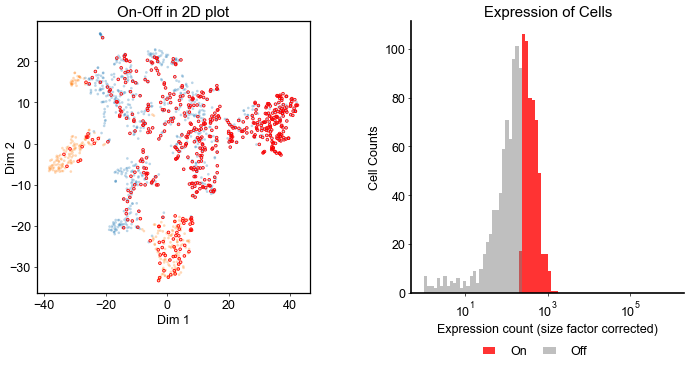 On-Off in 2D plot
Expression of Cells
20
10
0
−10
−20
−30
Dim 2
−40
−20
0
20
40
Dim 1
100
80
60
40
20
0
Cell Counts
10^1
10^3
10^5
Expression count (size factor corrected)
On
Off